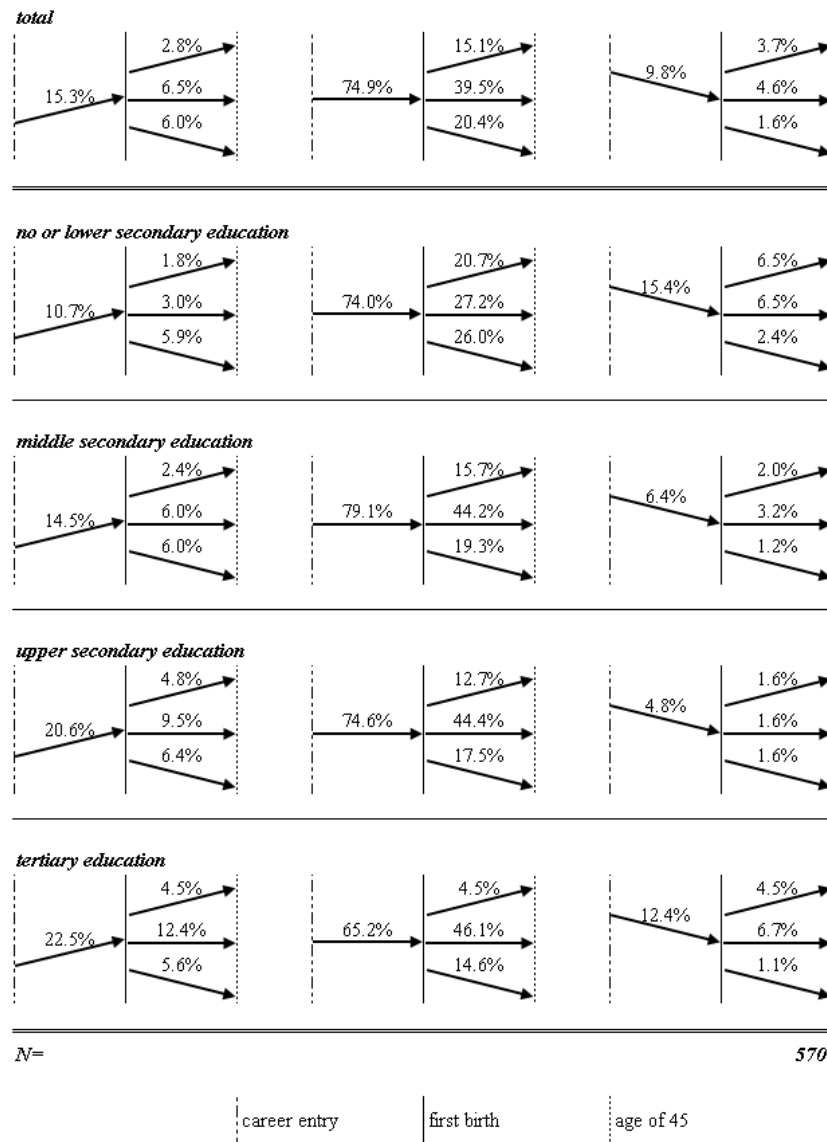 total
2.8% 15.1% 3.7%
9.8%
15.3% 6.5% 74.9% 39.5% 4.6%
6.0% 20.4% 1.6%
no or lower secondary education
1.8% 20.7% 6.5%
15.4%
10.7% 3.0% 74.0% 27.2% 6.5%
5.9% 26.0% 2.4%
middle secondary education
2.4% 15.7% 2.0%
6.4%
14.5% 6.0% 79.1% 44.2% 3.2%
6.0% 19.3% 1.2%
upper secondary education
4.8% 12.7% 1.6%
4.8%
20.6% 9.5% 74.6% 44.4% 1.6%
6.4% 17.5% 1.6%
tertiary education
4.5% 4.5% 4.5%
12.4%
22.5% 12.4% 65.2% 46.1% 6.7%
5.6% 14.6% 1.1%
N= 570
career entry first birth age of 45